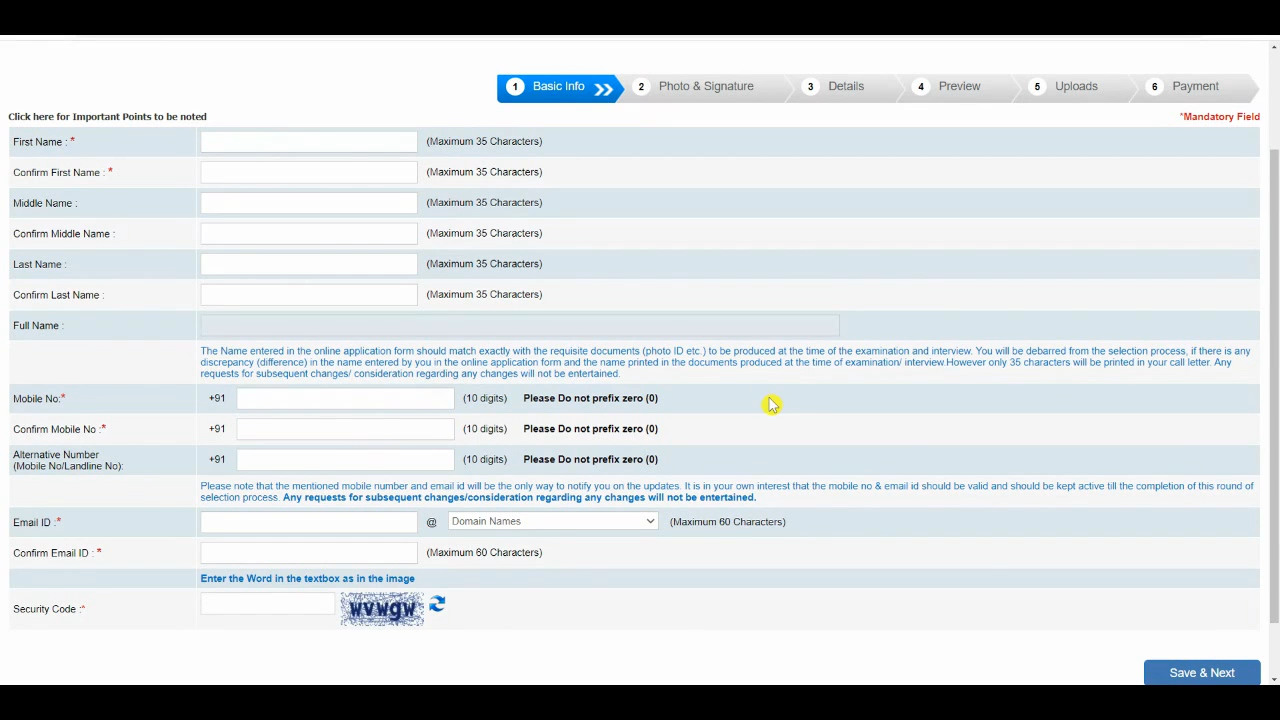 1 Basic Info 2 Photo & Signature 3 Details 4 Preview 5 Uploads 6 Payment
Click here for Important Points to be noted *Mandatory Field
First Name : * (Maximum 35 Characters)
Confirm First Name : * (Maximum 35 Characters)
Middle Name : (Maximum 35 Characters)
Confirm Middle Name : (Maximum 35 Characters)
Last Name : (Maximum 35 Characters)
Confirm Last Name : (Maximum 35 Characters)
Full Name :
The Name entered in the online application form should match exactly with the requisite documents (photo ID etc.) to be produced at the time of the examination and interview. You will be debarred from the selection process, if there is any
discrepancy (difference) in the name entered by you in the online application form and the name printed in the documents produced at the time of examination/ interview.However only 35 characters will be printed in your call letter. Any
requests for subsequent changes/ consideration regarding any changes will not be entertained.
Mobile No:* +91 (10 digits) Please Do not prefix zero (0)
Confirm Mobile No :* +91 (10 digits) Please Do not prefix zero (0)
Alternative Number
(Mobile No/Landline No): +91 (10 digits) Please Do not prefix zero (0)
Please note that the mentioned mobile number and email id will be the only way to notify you on the updates. It is in your own interest that the mobile no & email id should be valid and should be kept active till the completion of this round of
selection process. Any requests for subsequent changes/consideration regarding any changes will not be entertained.
Email ID :* @ Domain Names (Maximum 60 Characters)
Confirm Email ID : * (Maximum 60 Characters)
Enter the Word in the textbox as in the image
Security Code :* wvwgw
Save & Next